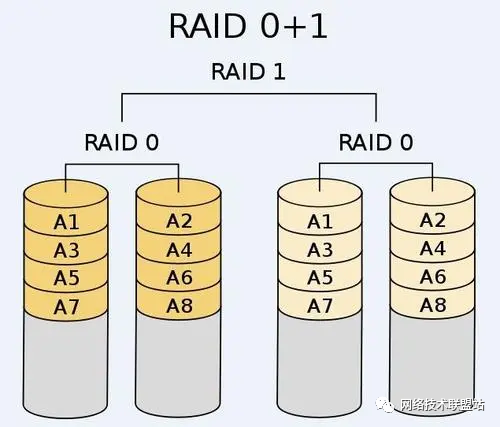 RAID 0+1
RAID 1
RAID 0 RAID 0
A1 A2 A1 A2
A3 A4 A3 A4
A5 A6 A5 A6
A7 A8 A7 A8
网络技术联盟站